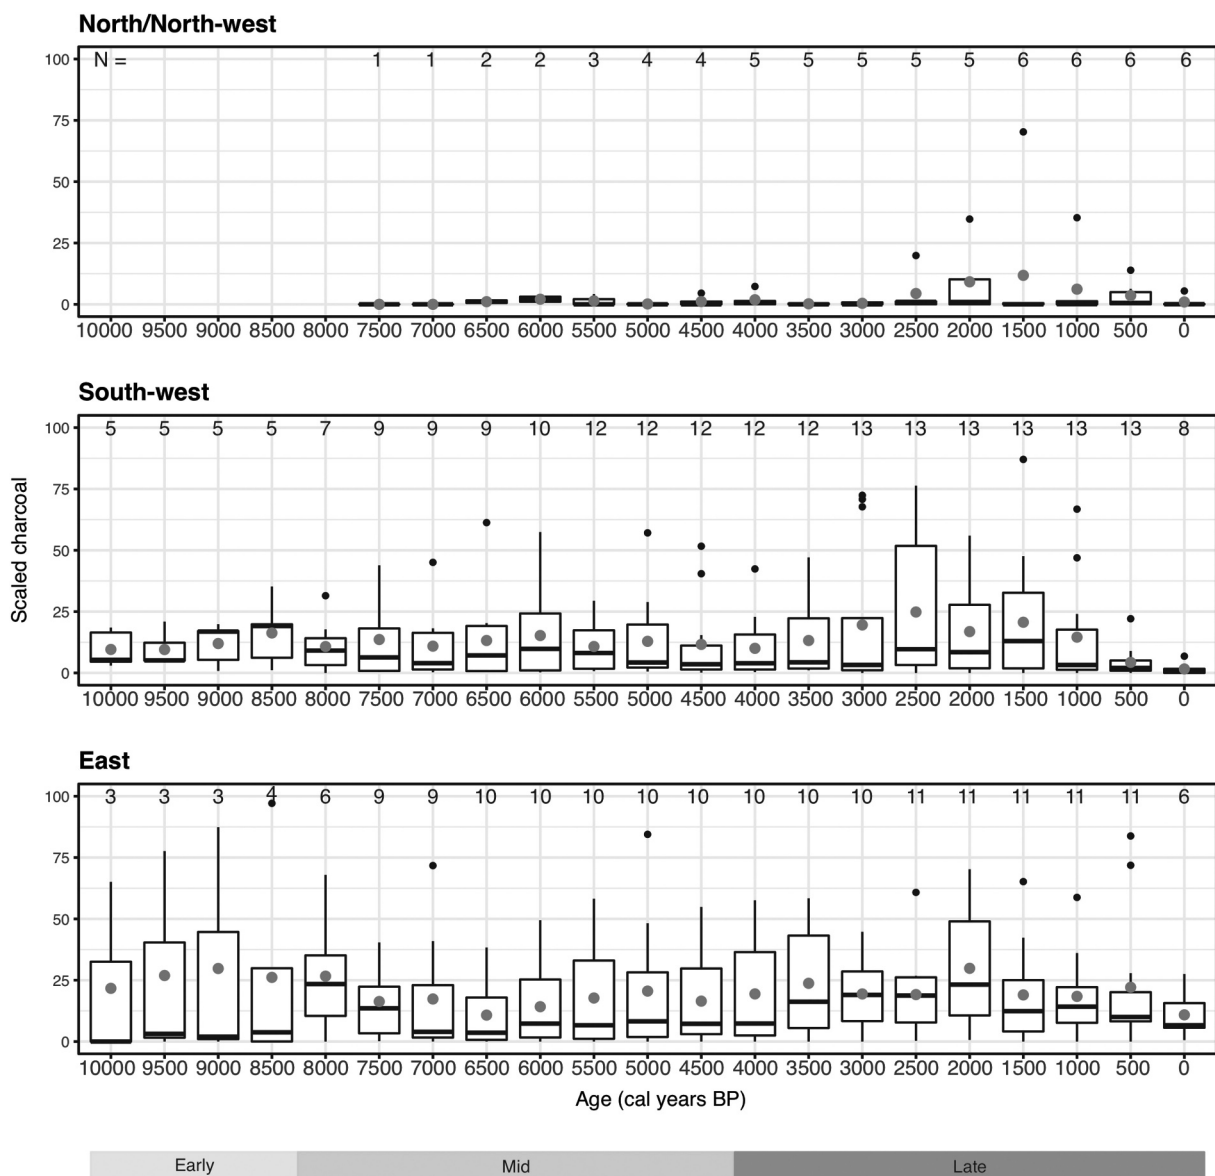 North/North-west
N = 1 1 2 2 3 4 4 5 5 5 5 5 6 6 6 6
100
75
50
25
0
10000 9500 9000 8500 8000 7500 7000 6500 6000 5500 5000 4500 4000 3500 3000 2500 2000 1500 1000 500 0
South-west
5 5 5 5 7 9 9 9 10 12 12 12 12 12 13 13 13 13 13 13 8
100
75
50
25
0
10000 9500 9000 8500 8000 7500 7000 6500 6000 5500 5000 4500 4000 3500 3000 2500 2000 1500 1000 500 0
Scaled charcoal
East
3 3 3 4 6 9 9 10 10 10 10 10 10 10 10 11 11 11 11 11 6
100
75
50
25
0
10000 9500 9000 8500 8000 7500 7000 6500 6000 5500 5000 4500 4000 3500 3000 2500 2000 1500 1000 500 0
Age (cal years BP)
Early Mid Late